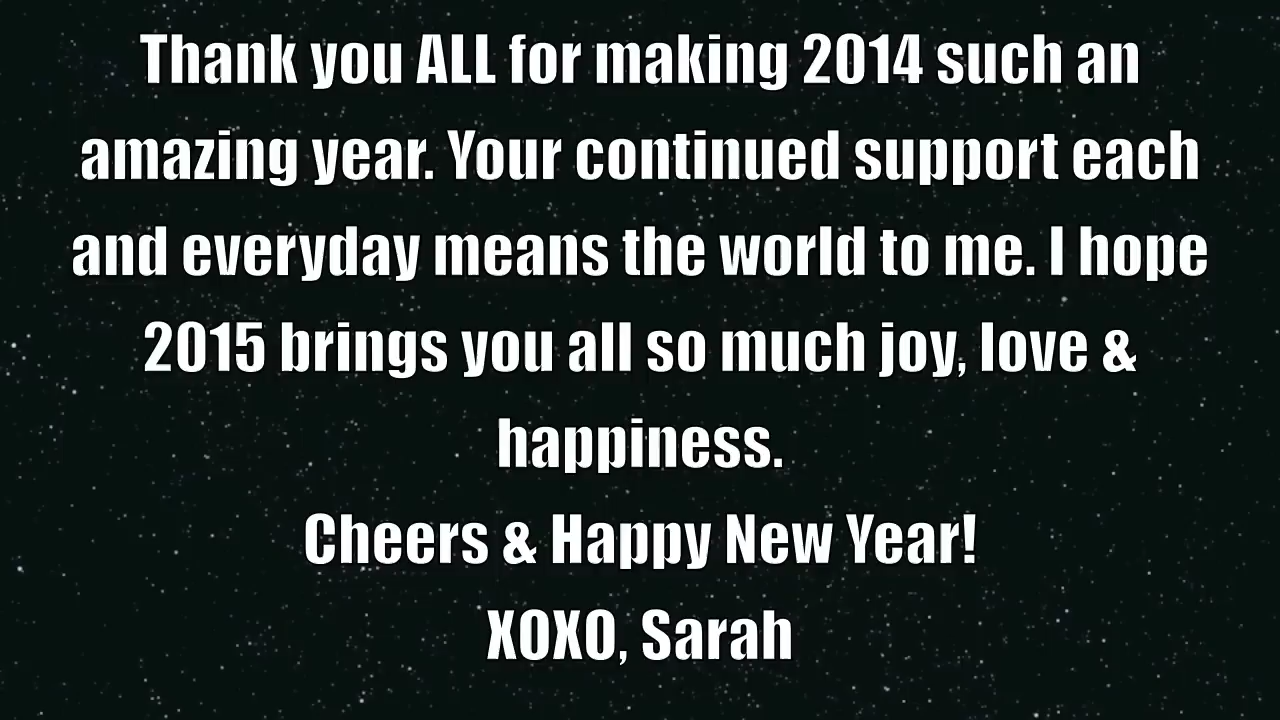 Thank you ALL for making 2014 such an
amazing year. Your continued support each
and everyday means the world to me. I hope
2015 brings you all so much joy, love &
happiness.
Cheers & Happy New Year!
XOXO, Sarah